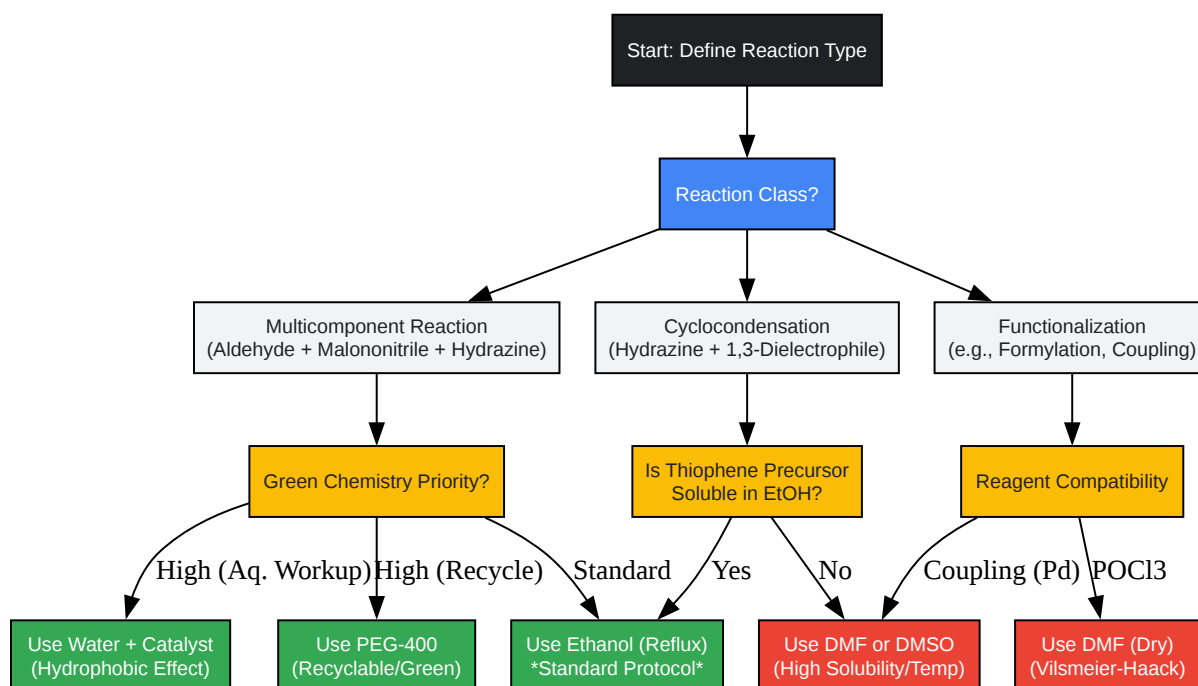 Start: Define Reaction Type
Reaction Class?
Multicomponent Reaction
(Aldehyde + Malononitrile + Hydrazine)
Cyclocondensation
(Hydrazine + 1,3-Dielectrophile)
Functionalization
(e.g., Formylation, Coupling)
Green Chemistry Priority?
Is Thiophene Precursor
Soluble in EtOH?
Reagent Compatibility
High (Aq. Workup)
High (Recycle)
Standard
Yes
No
Coupling (Pd)
POCl3
Use Water + Catalyst
(Hydrophobic Effect)
Use PEG-400
(Recyclable/Green)
Use Ethanol (Reflux)
*Standard Protocol*
Use DMF or DMSO
(High Solubility/Temp)
Use DMF (Dry)
(Vilsmeier-Haack)